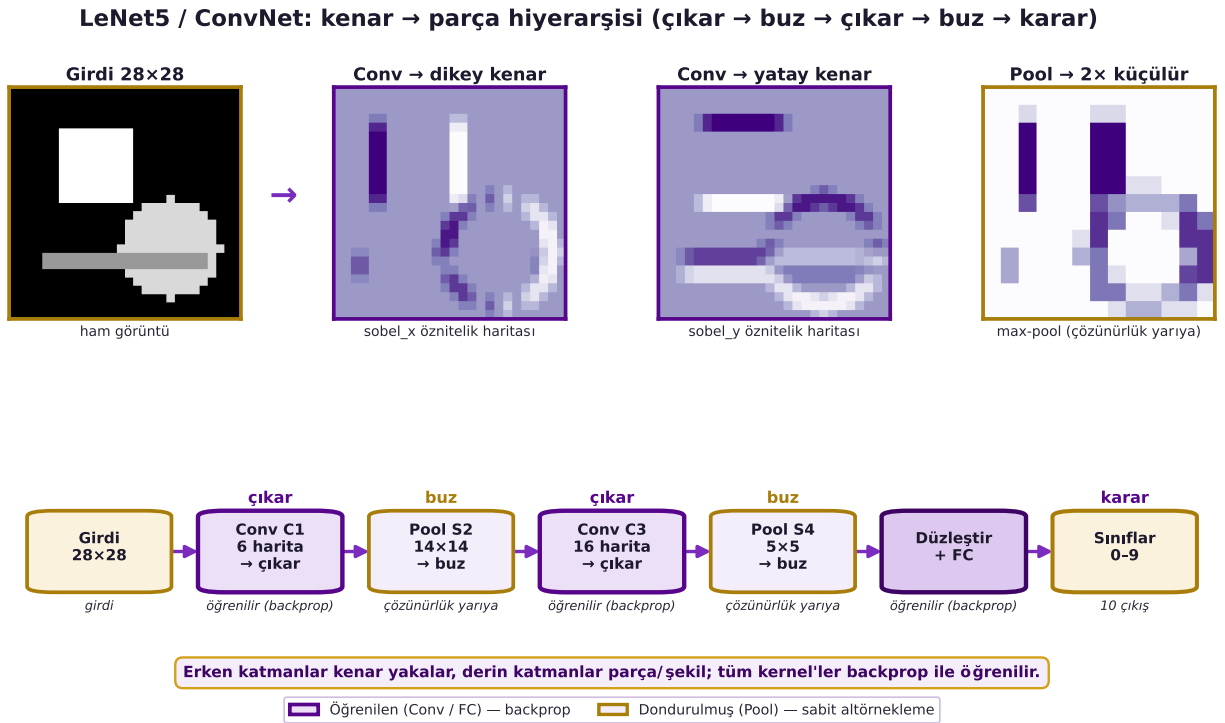 LeNet5 / ConvNet: kenar → parça hiyerarşisi (çıkar → buz → çıkar → buz → karar)
Girdi 28×28
Conv → dikey kenar
Conv → yatay kenar
Pool → 2× küçülür
→
ham görüntü
sobel_x öznitelik haritası
sobel_y öznitelik haritası
max-pool (çözünürlük yarıya)
çıkar
buz
çıkar
buz
karar
Girdi
28×28
Conv C1
6 harita
→ çıkar
Pool S2
14×14
→ buz
Conv C3
16 harita
→ çıkar
Pool S4
5×5
→ buz
Düzleştir
+ FC
Sınıflar
0–9
girdi
öğrenilir (backprop)
çözünürlük yarıya
öğrenilir (backprop)
çözünürlük yarıya
öğrenilir (backprop)
10 çıkış
Erken katmanlar kenar yakalar, derin katmanlar parça/şekil; tüm kernel'ler backprop ile öğrenilir.
Öğrenilen (Conv / FC) — backprop
Dondurulmuş (Pool) — sabit altörnekleme